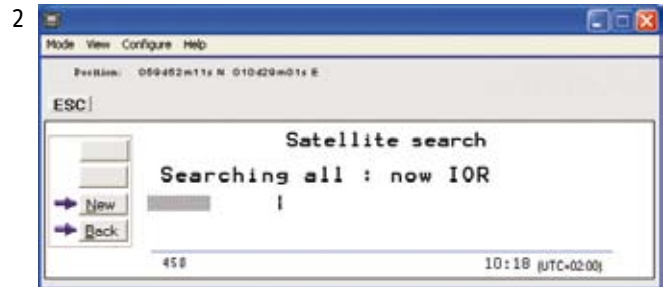 2
Mode View Configure Help
Position: 059d52m11s N 010d29m01s E
ESC
Satellite search
Searching all : now IOR
New
Back
450 10:18 (UTC+02:00)